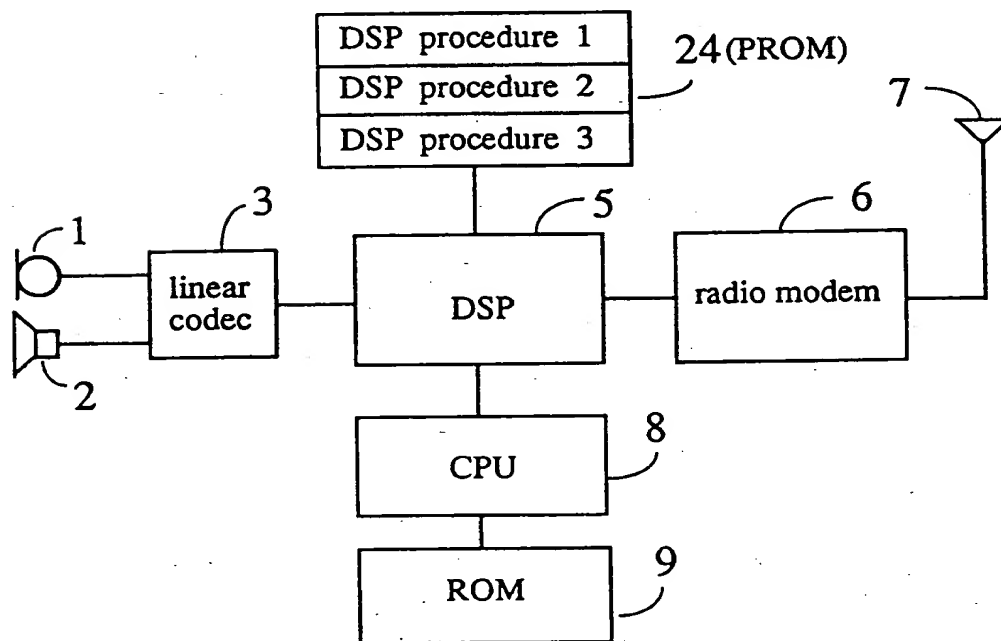 DSP procedure 1
DSP procedure 2
DSP procedure 3
24 (PROM)
7
1
3
5
6
linear
codec
DSP
radio modem
2
CPU
8
ROM
9